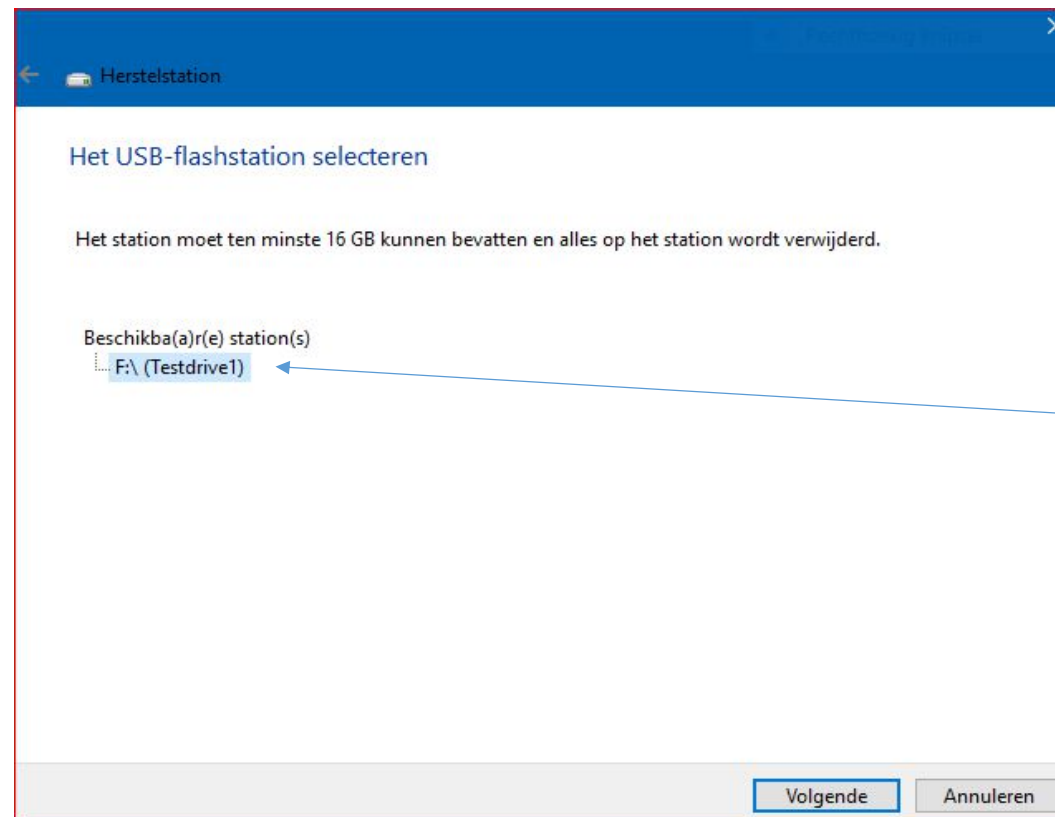 Herstelstation
Het USB-flashstation selecteren
Het station moet ten minste 16 GB kunnen bevatten en alles op het station wordt verwijderd.
Beschikba(a)r(e) station(s)
F:\ (Testdrive1)
Volgende
Annuleren